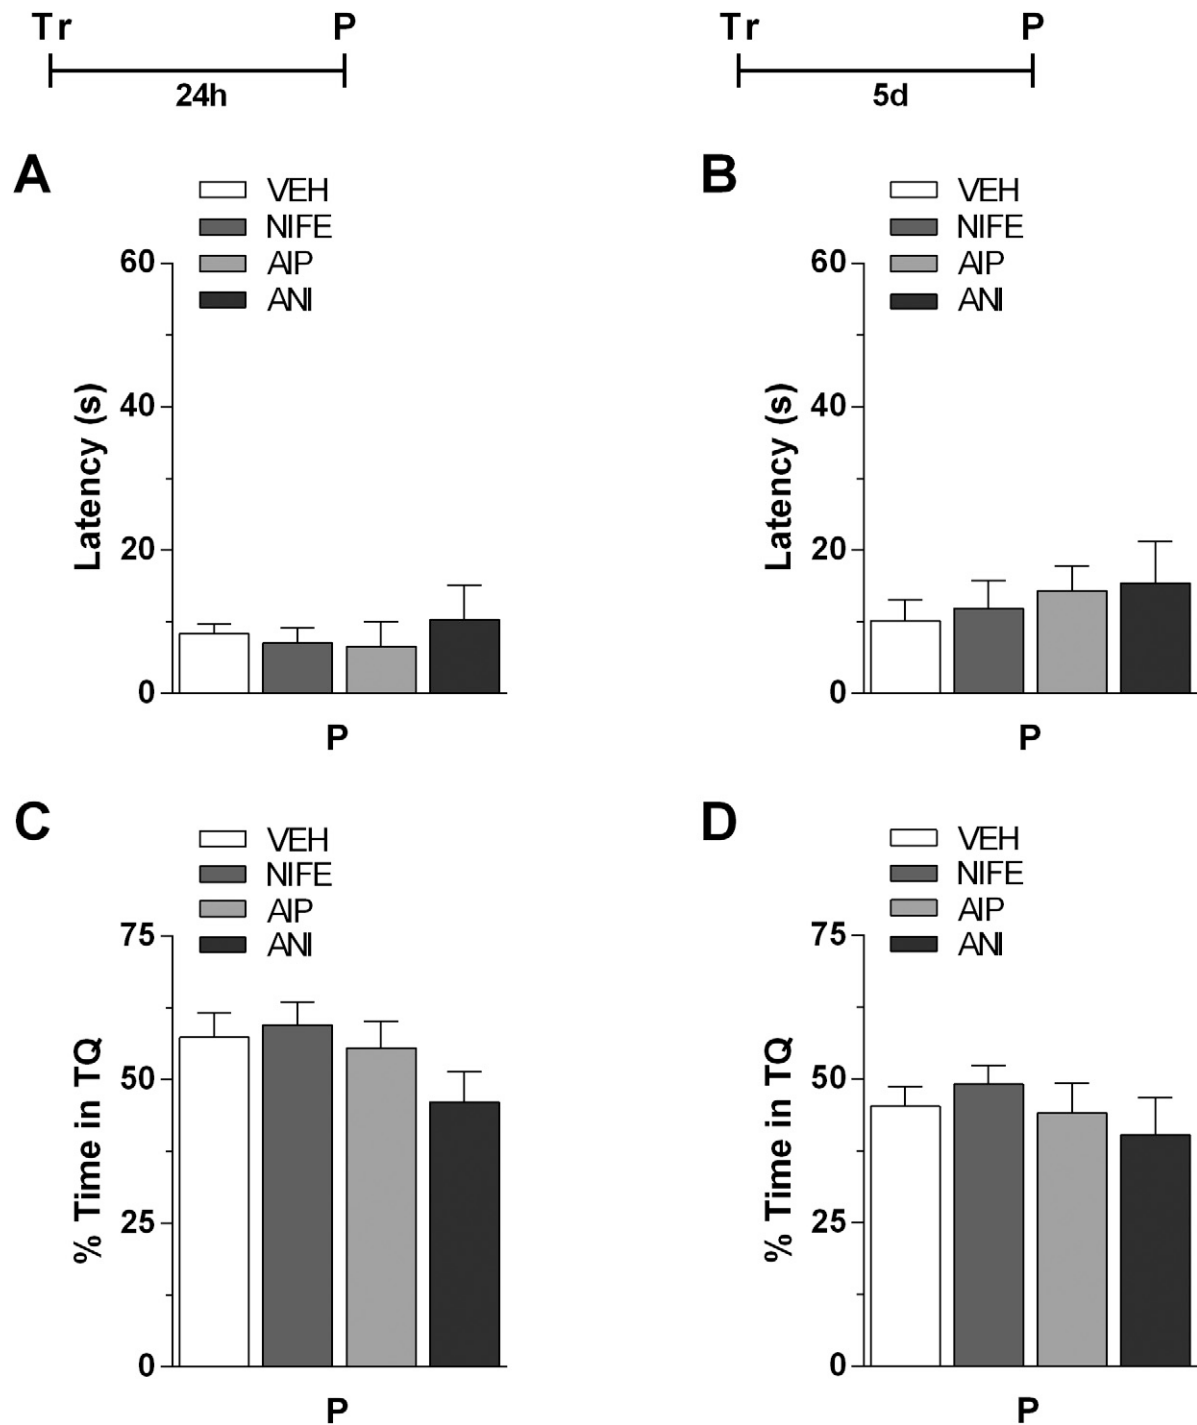 Tr P
24h
Tr P
5d
A
VEH
NIFE
AIP
ANI
60
40
20
0
Latency (s)
P
B
VEH
NIFE
AIP
ANI
60
40
20
0
Latency (s)
P
C
VEH
NIFE
AIP
ANI
75
50
25
0
% Time in TQ
P
D
VEH
NIFE
AIP
ANI
75
50
25
0
% Time in TQ
P